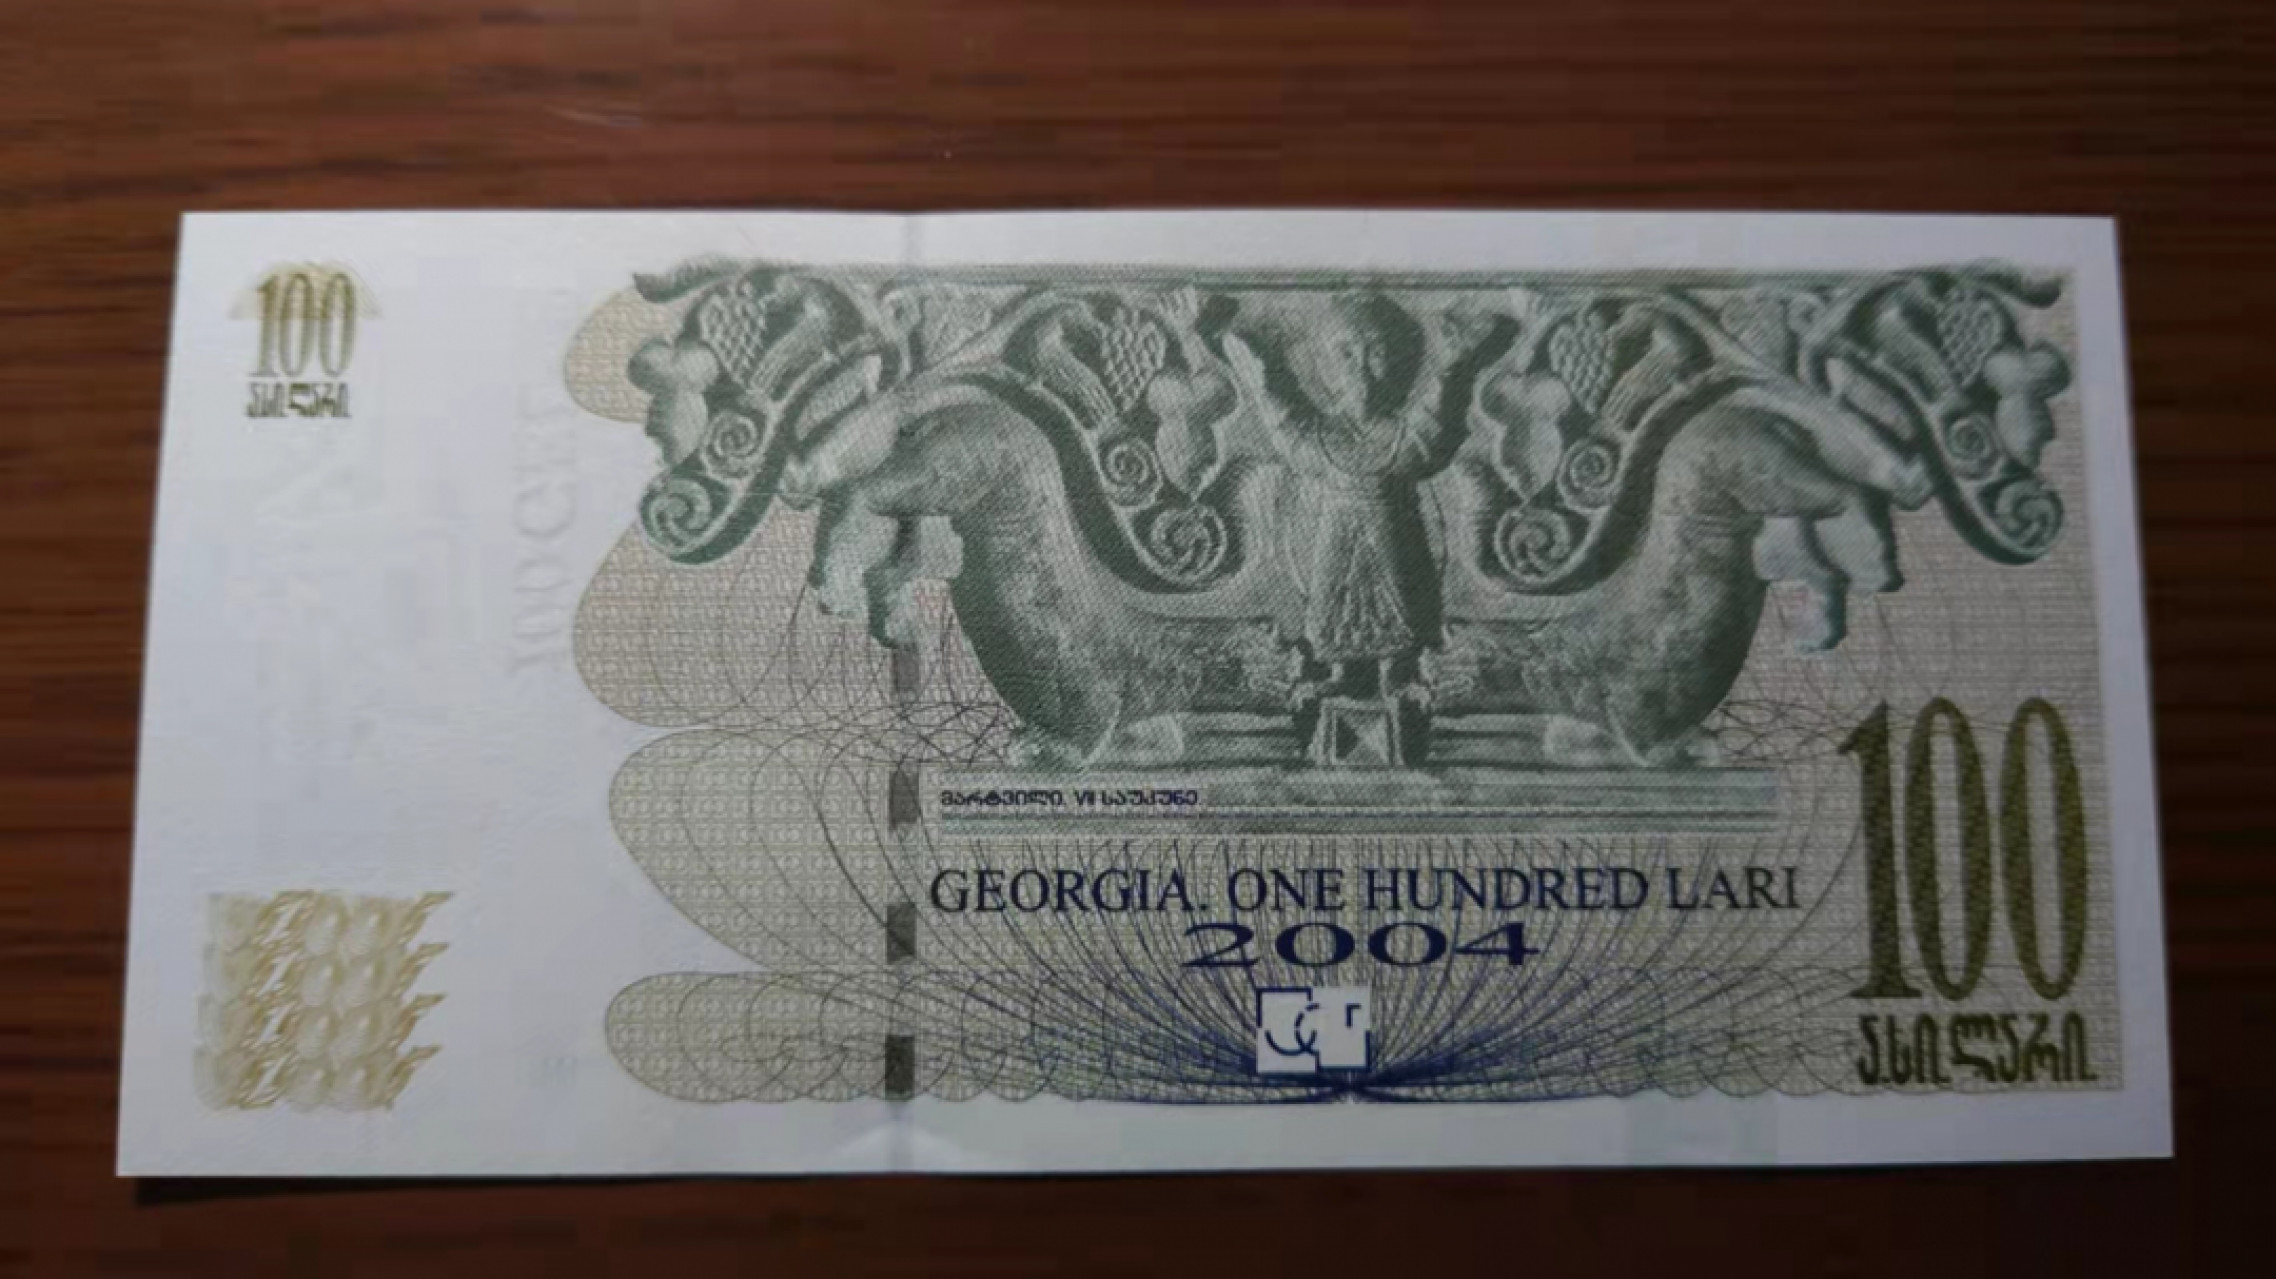 100
ასი ლარი
მარტვილი. VII საუკუნე
GEORGIA. ONE HUNDRED LARI
2004
100
ასი ლარი